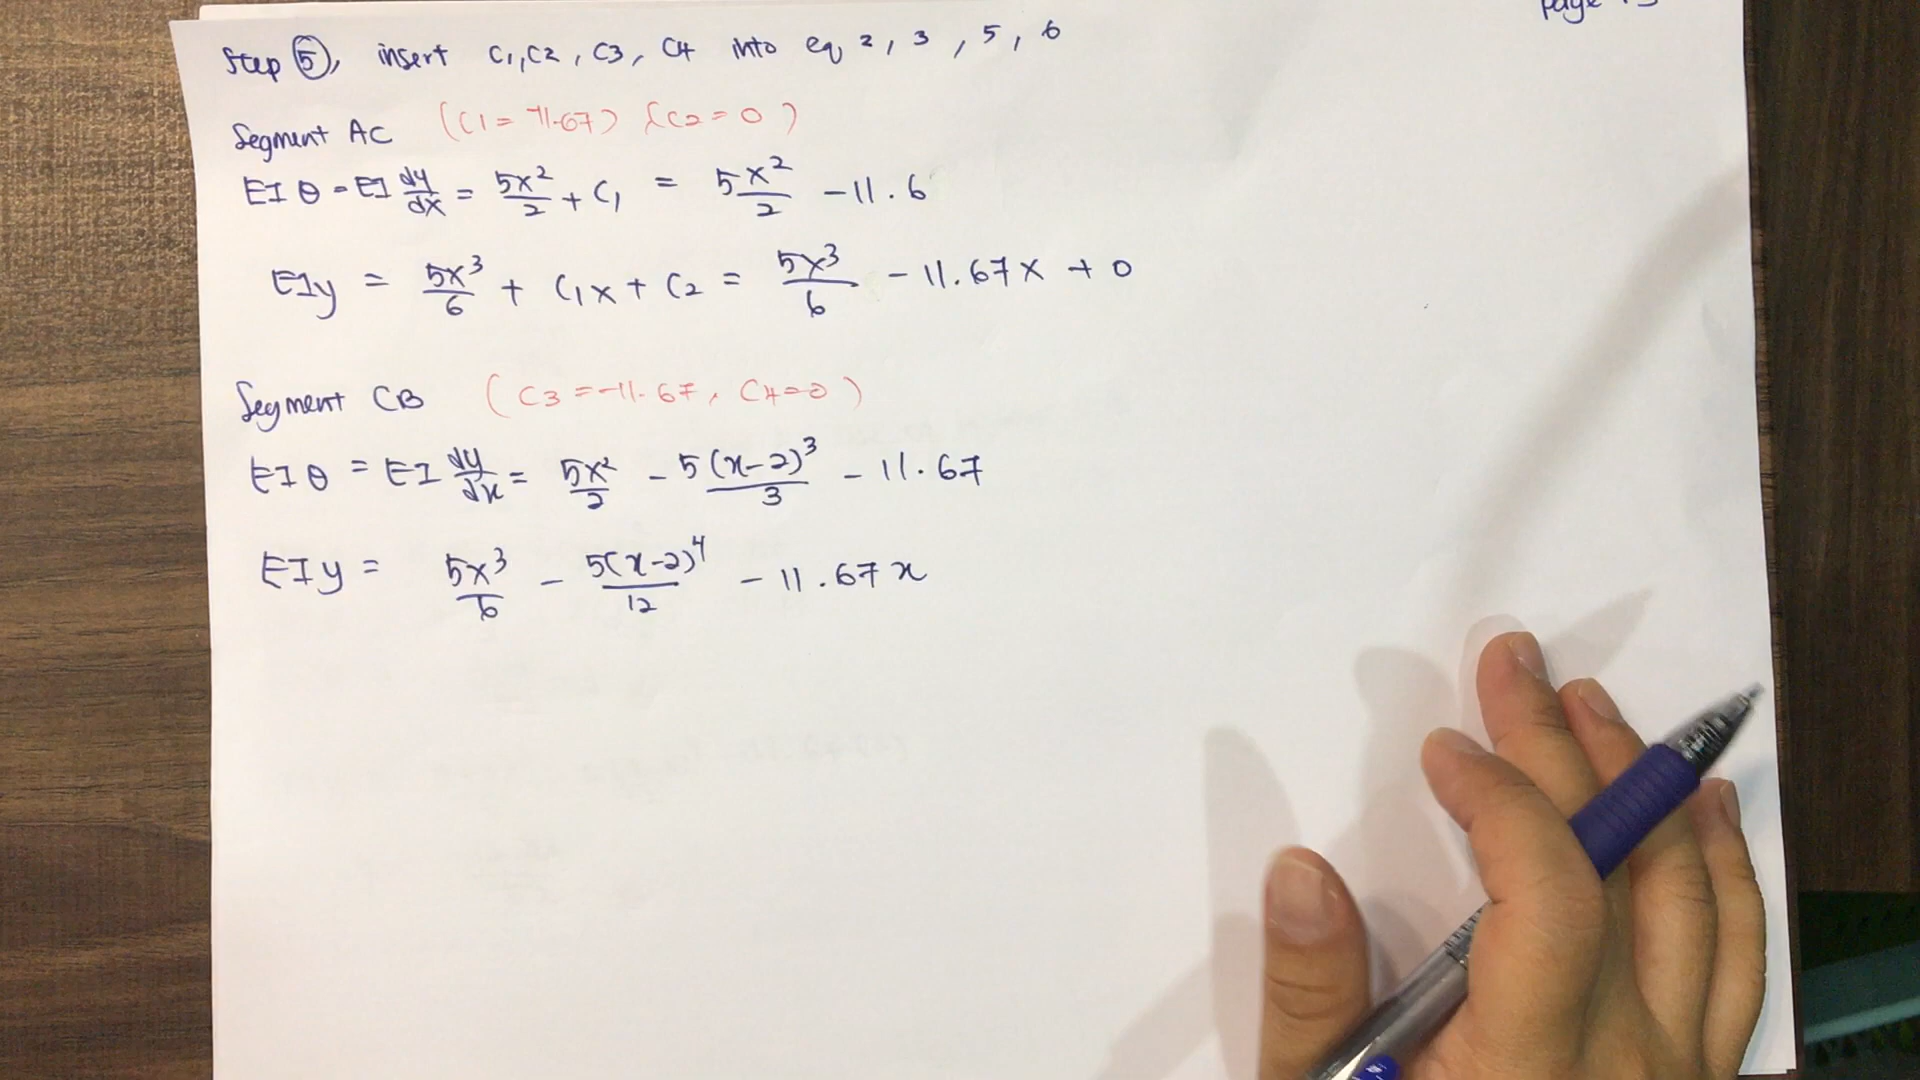 Step ⑤, insert C1, C2, C3, C4 into eq 2, 3, 5, 6
Segment AC (C1 = -11.67) (C2 = 0)
EI θ = EI dy/dx = 5x²/2 + C1 = 5x²/2 - 11.6
EIy = 5x³/6 + C1x + C2 = 5x³/6 - 11.67x + 0
Segment CB (C3 = -11.67, C4=0)
EI θ = EI dy/dx = 5x²/2 - 5(x-2)³/3 - 11.67
EIy = 5x³/6 - 5(x-2)⁴/12 - 11.67x
Page